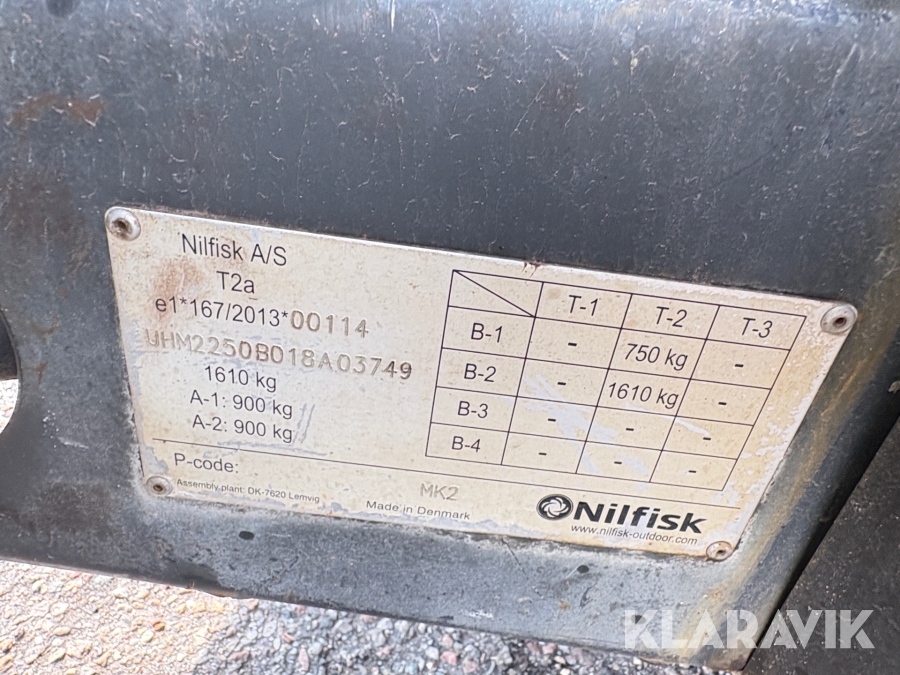 Nilfisk A/S
T2a
e1*167/2013*00114
UHM2250B018A03749
1610 kg
A-1: 900 kg
A-2: 900 kg
T-1 T-2 T-3
B-1 - 750 kg -
B-2 - 1610 kg -
B-3 - - -
B-4 - - -
P-code: MK2
Assembly plant: DK-7620 Lemvig
Made in Denmark
Nilfisk
www.nilfisk-outdoor.com
KLARAVIK